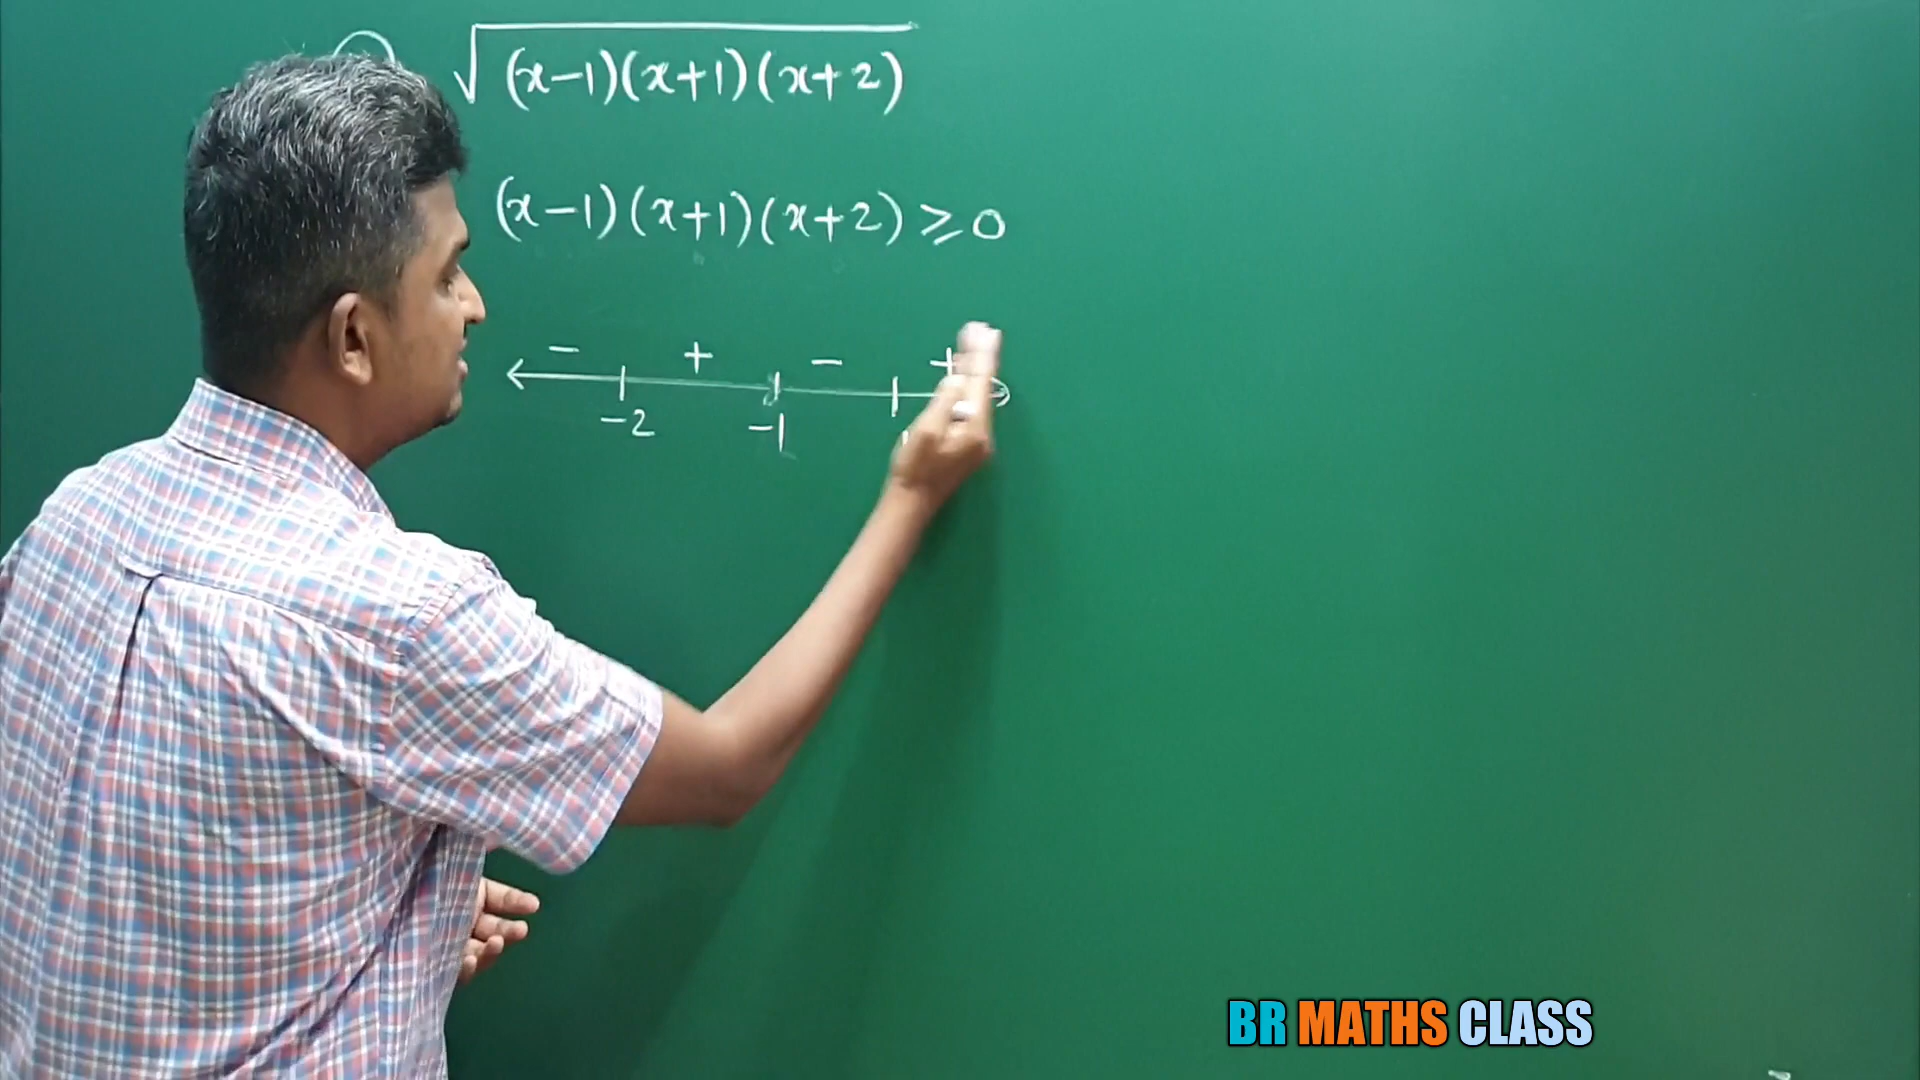 √(x-1)(x+1)(x+2)
(x-1)(x+1)(x+2) ≥ 0
- + - +
-2 -1
BR MATHS CLASS